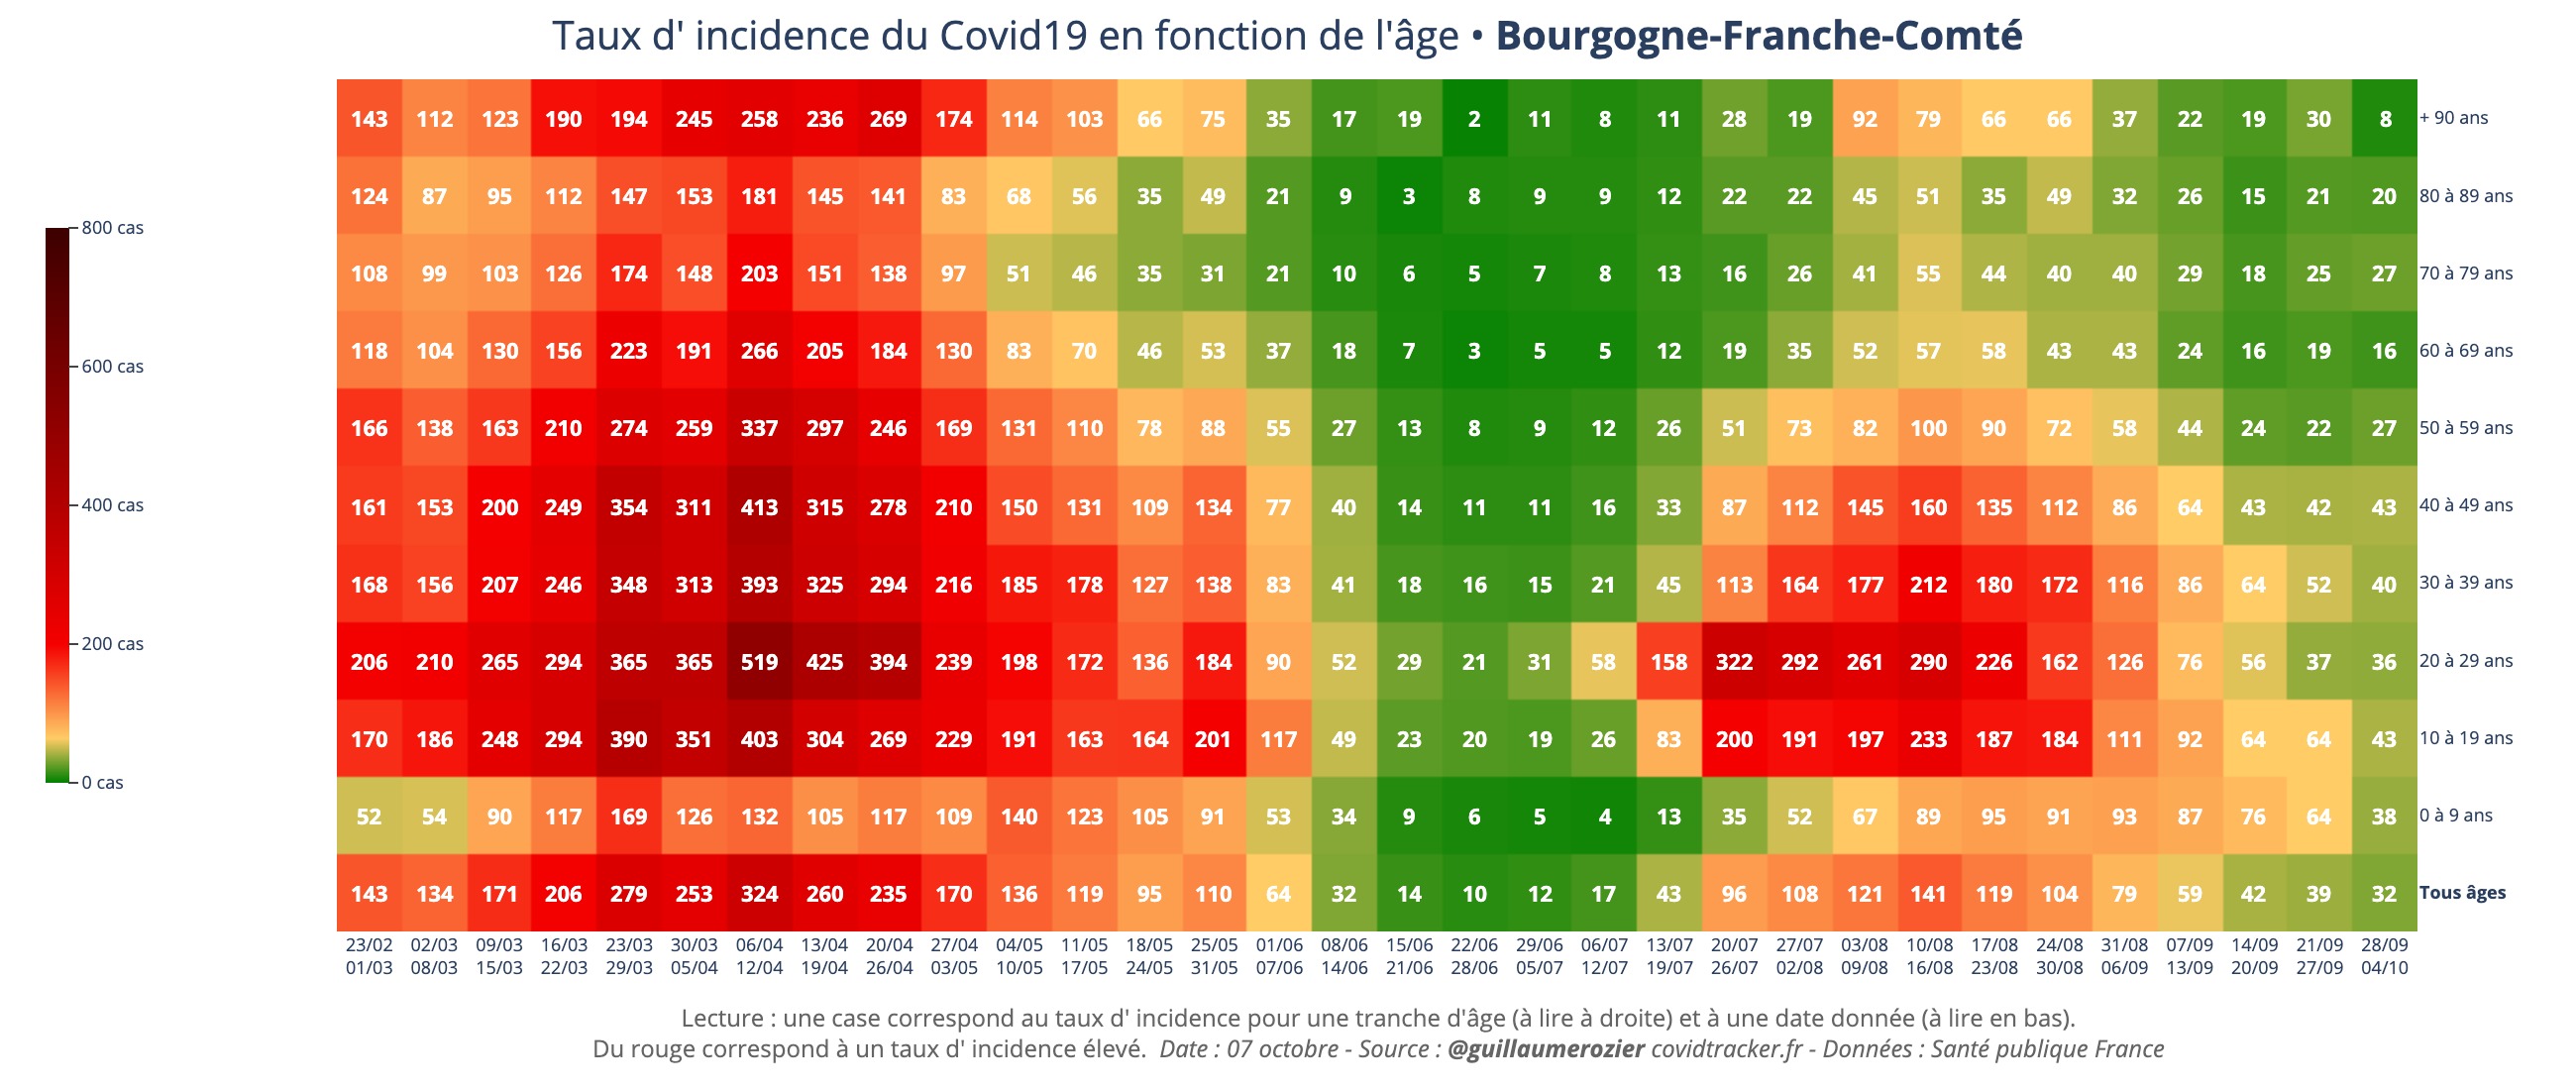 Taux d' incidence du Covid19 en fonction de l'âge • Bourgogne-Franche-Comté
800 cas
600 cas
400 cas
200 cas
0 cas
143 112 123 190 194 245 258 236 269 174 114 103 66 75 35 17 19 2 11 8 11 28 19 92 79 66 66 37 22 19 30 8 + 90 ans
124 87 95 112 147 153 181 145 141 83 68 56 35 49 21 9 3 8 9 9 12 22 22 45 51 35 49 32 26 15 21 20 80 à 89 ans
108 99 103 126 174 148 203 151 138 97 51 46 35 31 21 10 6 5 7 8 13 16 26 41 55 44 40 40 29 18 25 27 70 à 79 ans
118 104 130 156 223 191 266 205 184 130 83 70 46 53 37 18 7 3 5 5 12 19 35 52 57 58 43 43 24 16 19 16 60 à 69 ans
166 138 163 210 274 259 337 297 246 169 131 110 78 88 55 27 13 8 9 12 26 51 73 82 100 90 72 58 44 24 22 27 50 à 59 ans
161 153 200 249 354 311 413 315 278 210 150 131 109 134 77 40 14 11 11 16 33 87 112 145 160 135 112 86 64 43 42 43 40 à 49 ans
168 156 207 246 348 313 393 325 294 216 185 178 127 138 83 41 18 16 15 21 45 113 164 177 212 180 172 116 86 64 52 40 30 à 39 ans
206 210 265 294 365 365 519 425 394 239 198 172 136 184 90 52 29 21 31 58 158 322 292 261 290 226 162 126 76 56 37 36 20 à 29 ans
170 186 248 294 390 351 403 304 269 229 191 163 164 201 117 49 23 20 19 26 83 200 191 197 233 187 184 111 92 64 64 43 10 à 19 ans
52 54 90 117 169 126 132 105 117 109 140 123 105 91 53 34 9 6 5 4 13 35 52 67 89 95 91 93 87 76 64 38 0 à 9 ans
143 134 171 206 279 253 324 260 235 170 136 119 95 110 64 32 14 10 12 17 43 96 108 121 141 119 104 79 59 42 39 32 Tous âges
23/02 02/03 09/03 16/03 23/03 30/03 06/04 13/04 20/04 27/04 04/05 11/05 18/05 25/05 01/06 08/06 15/06 22/06 29/06 06/07 13/07 20/07 27/07 03/08 10/08 17/08 24/08 31/08 07/09 14/09 21/09 28/09
01/03 08/03 15/03 22/03 29/03 05/04 12/04 19/04 26/04 03/05 10/05 17/05 24/05 31/05 07/06 14/06 21/06 28/06 05/07 12/07 19/07 26/07 02/08 09/08 16/08 23/08 30/08 06/09 13/09 20/09 27/09 04/10
Lecture : une case correspond au taux d' incidence pour une tranche d'âge (à lire à droite) et à une date donnée (à lire en bas).
Du rouge correspond à un taux d' incidence élevé. Date : 07 octobre - Source : @guillaumerozier covidtracker.fr - Données : Santé publique France